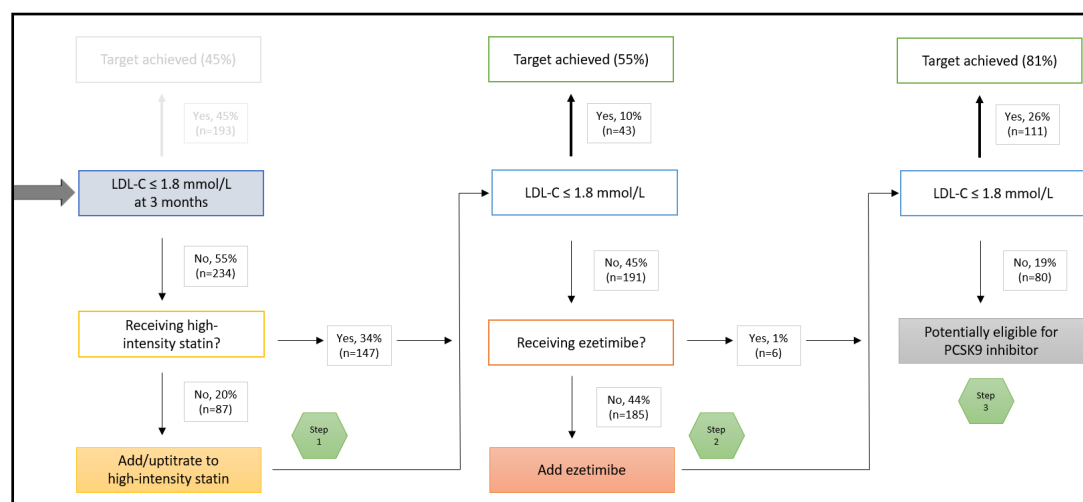 Target achieved (45%)
Yes, 45%
(n=193)
LDL-C ≤ 1.8 mmol/L
at 3 months
No, 55%
(n=234)
Receiving high-
intensity statin?
Yes, 34%
(n=147)
No, 20%
(n=87)
Add/uptitrate to
high-intensity statin
Step
1
Target achieved (55%)
Yes, 10%
(n=43)
LDL-C ≤ 1.8 mmol/L
No, 45%
(n=191)
Receiving ezetimibe?
Yes, 1%
(n=6)
No, 44%
(n=185)
Add ezetimibe
Step
2
Target achieved (81%)
Yes, 26%
(n=111)
LDL-C ≤ 1.8 mmol/L
No, 19%
(n=80)
Potentially eligible for
PCSK9 inhibitor
Step
3